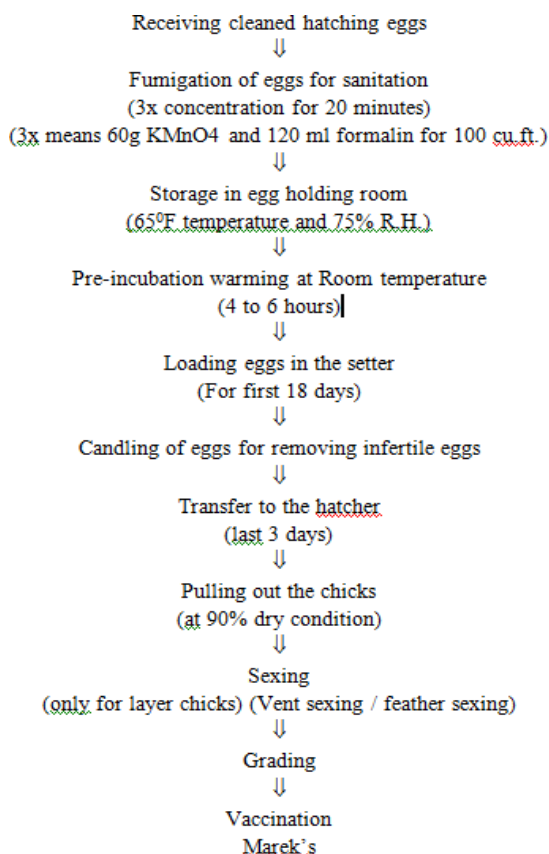 Receiving cleaned hatching eggs
⇓
Fumigation of eggs for sanitation
(3x concentration for 20 minutes)
(3x means 60g KMnO4 and 120 ml formalin for 100 cu.ft.)
⇓
Storage in egg holding room
(65⁰F temperature and 75% R.H.)
⇓
Pre-incubation warming at Room temperature
(4 to 6 hours)
⇓
Loading eggs in the setter
(For first 18 days)
⇓
Candling of eggs for removing infertile eggs
⇓
Transfer to the hatcher
(last 3 days)
⇓
Pulling out the chicks
(at 90% dry condition)
⇓
Sexing
(only for layer chicks) (Vent sexing / feather sexing)
⇓
Grading
⇓
Vaccination
Marek's